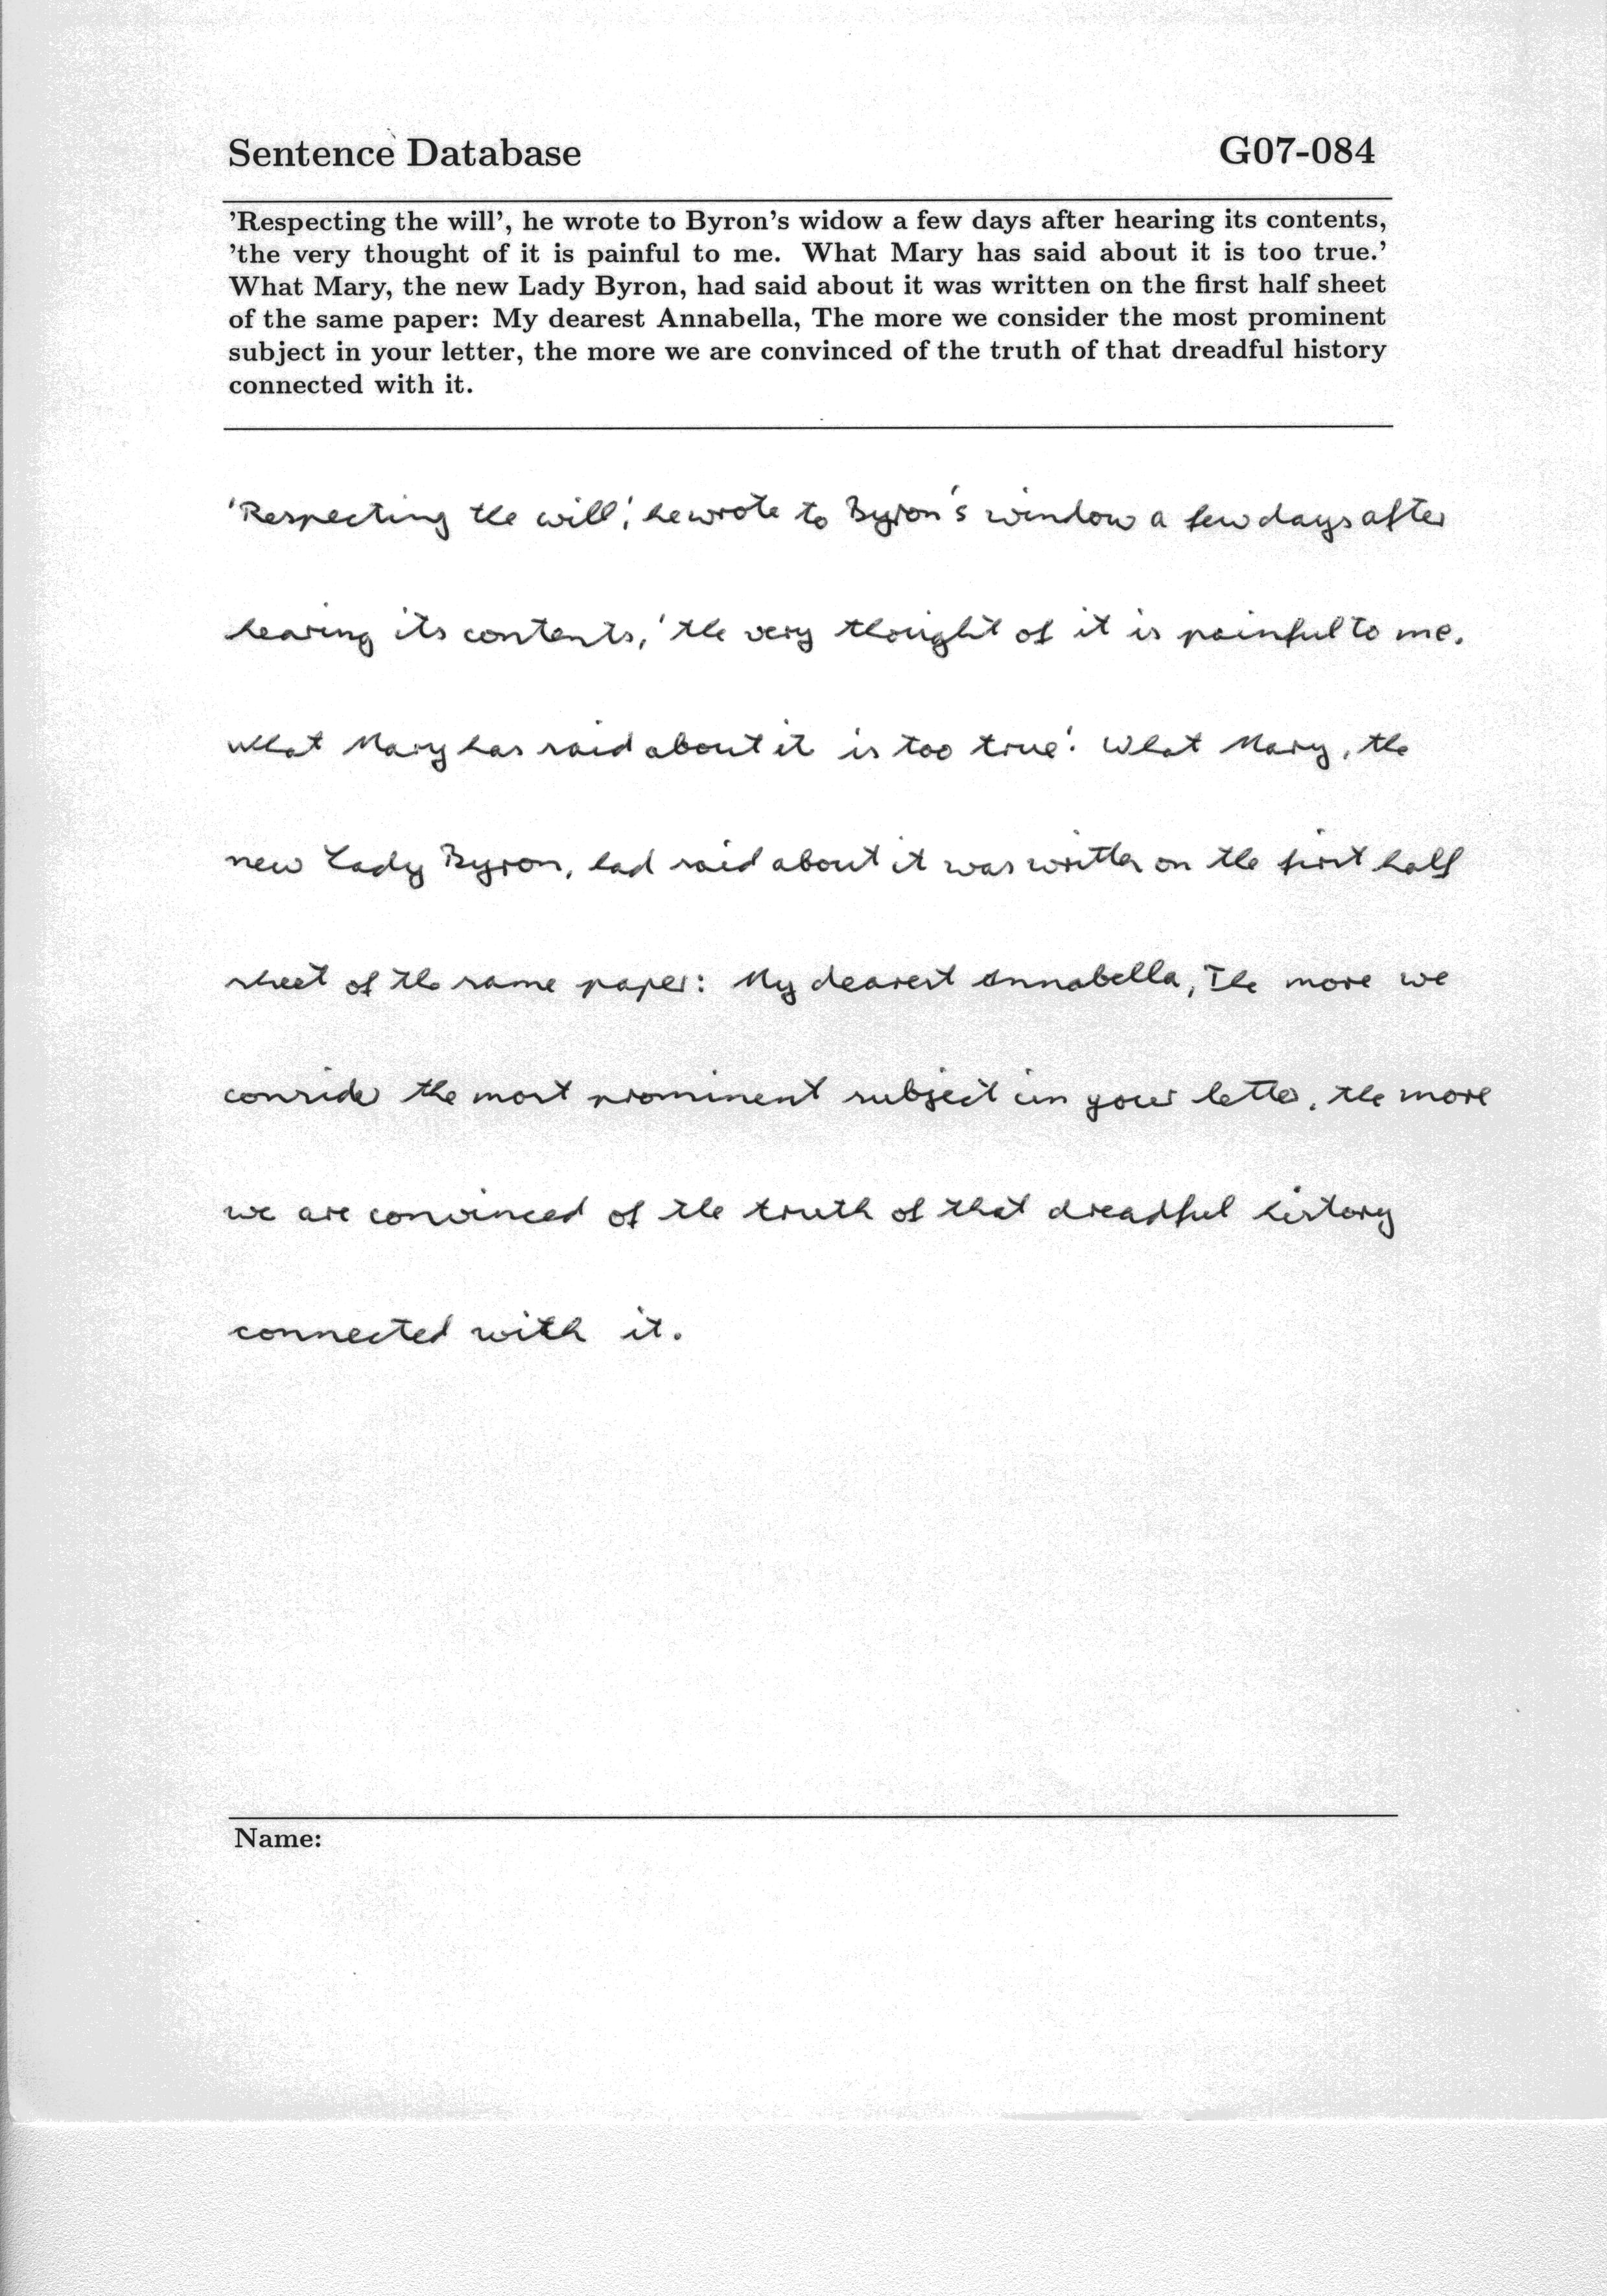 Sentence Database G07-084
'Respecting the will', he wrote to Byron's widow a few days after hearing its contents,
'the very thought of it is painful to me. What Mary has said about it is too true.'
What Mary, the new Lady Byron, had said about it was written on the first half sheet
of the same paper: My dearest Annabella, The more we consider the most prominent
subject in your letter, the more we are convinced of the truth of that dreadful history
connected with it.
'Respecting the will', he wrote to Byron's window a few days after
hearing its contents, 'the very thought of it is painful to me.
What Mary has said about it is too true.' What Mary, the
new Lady Byron, had said about it was written on the first half
sheet of the same paper: My dearest Annabella, The more we
consider the most prominent subject in your letter, the more
we are convinced of the truth of that dreadful history
connected with it.
Name: